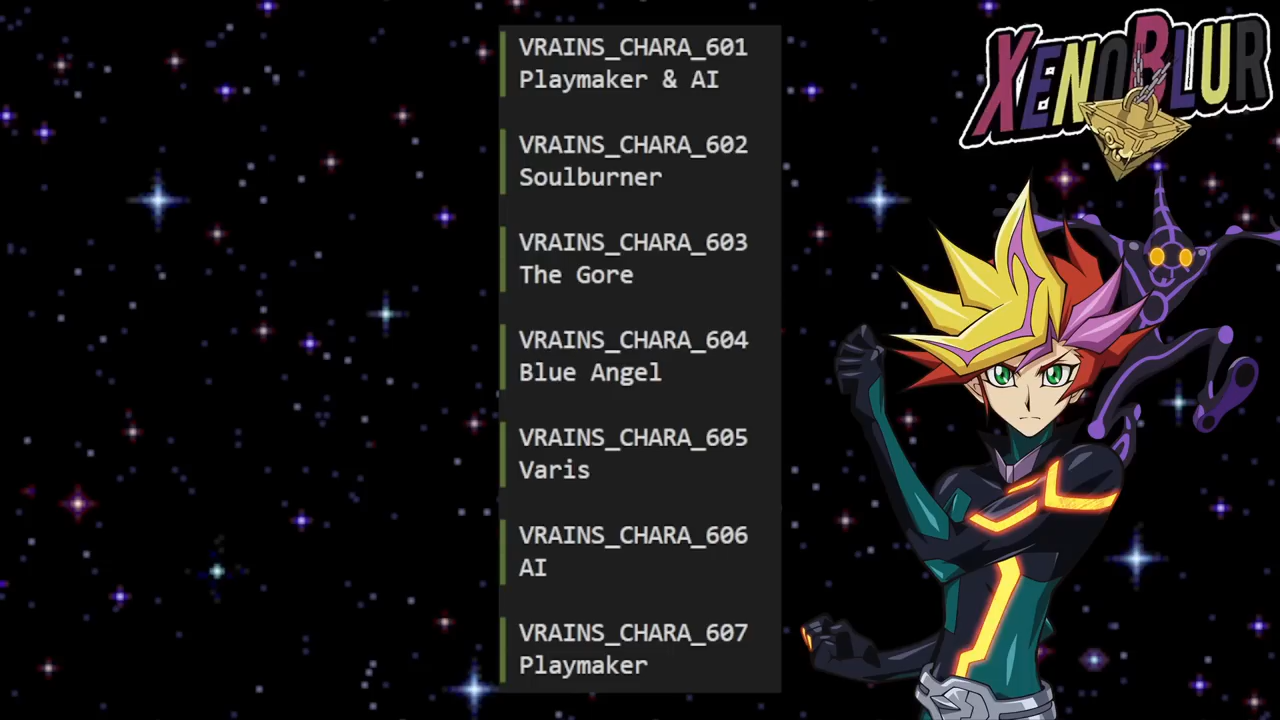 VRAINS_CHARA_601
Playmaker & AI
VRAINS_CHARA_602
Soulburner
VRAINS_CHARA_603
The Gore
VRAINS_CHARA_604
Blue Angel
VRAINS_CHARA_605
Varis
VRAINS_CHARA_606
AI
VRAINS_CHARA_607
Playmaker
XENOBLUR